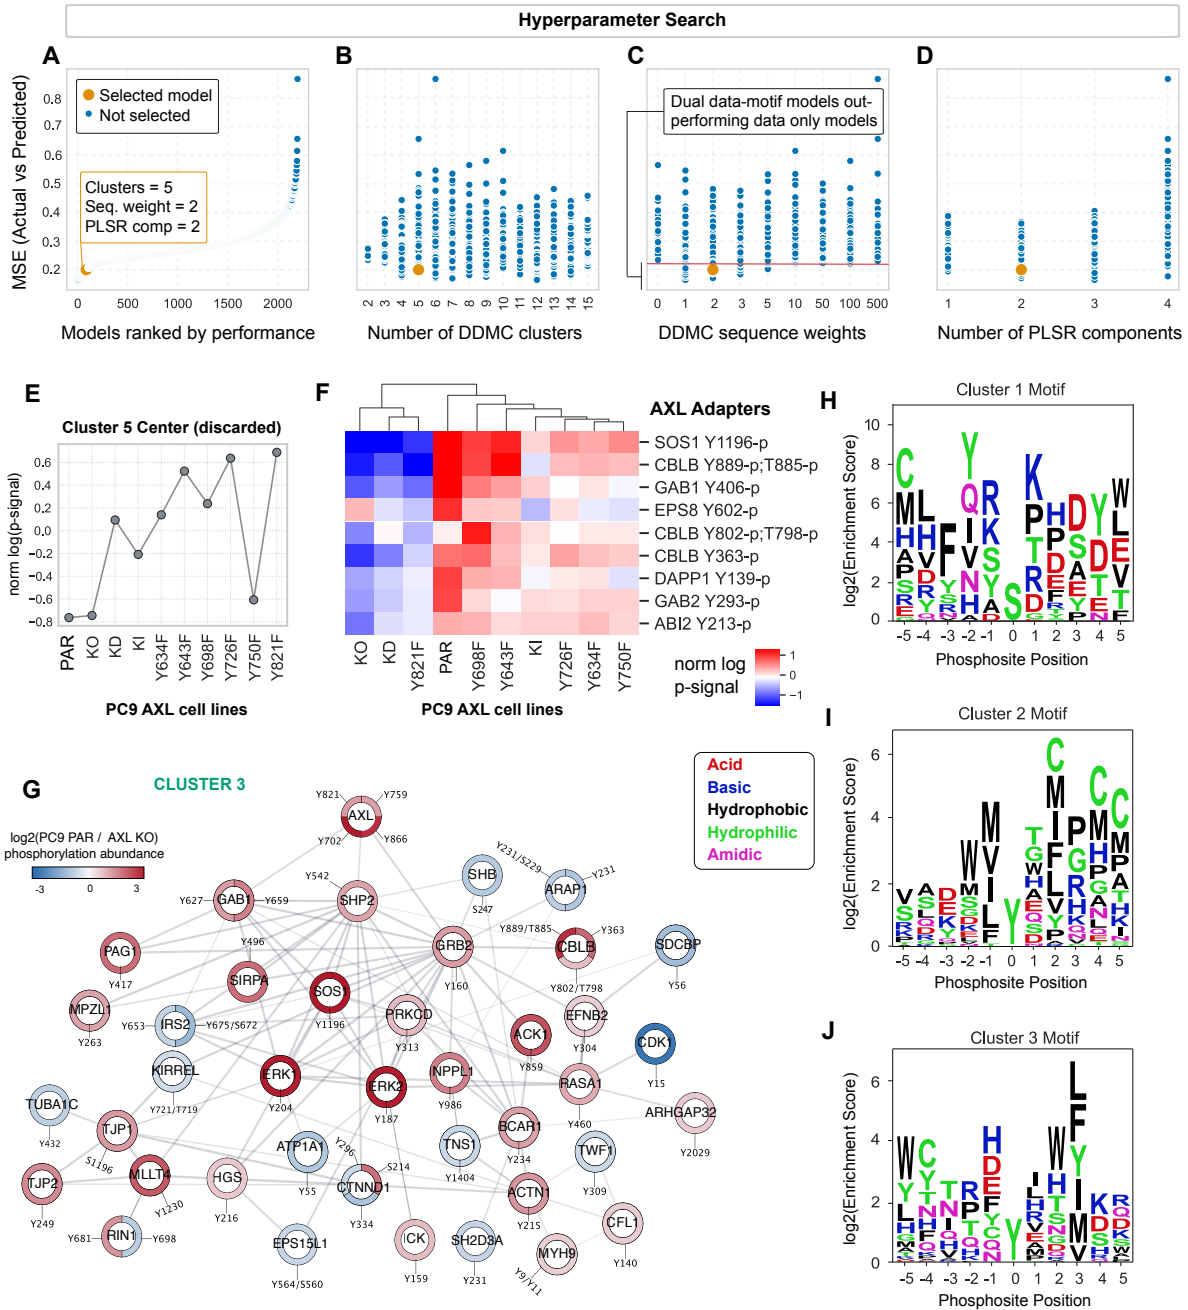 Hyperparameter Search
A
B
C
D
MSE (Actual vs Predicted)
0.8
0.7
0.6
0.5
0.4
0.3
0.2
Selected model
Not selected
Clusters = 5
Seq. weight = 2
PLSR comp = 2
0 500 1000 1500 2000
Models ranked by performance
2 3 4 5 6 7 8 9 10 11 12 13 14 15
Number of DDMC clusters
Dual data-motif models out-
performing data only models
0 1 2 3 5 10 50 100 500
DDMC sequence weights
1 2 3 4
Number of PLSR components
E
Cluster 5 Center (discarded)
norm log(p-signal)
0.6
0.4
0.2
0.0
−0.2
−0.4
−0.6
−0.8
PAR KO KD KI Y634F Y643F Y698F Y726F Y750F Y821F
PC9 AXL cell lines
F
AXL Adapters
SOS1 Y1196-p
CBLB Y889-p;T885-p
GAB1 Y406-p
EPS8 Y602-p
CBLB Y802-p;T798-p
CBLB Y363-p
DAPP1 Y139-p
GAB2 Y293-p
ABI2 Y213-p
KO KD Y821F PAR Y698F Y643F KI Y726F Y634F Y750F
PC9 AXL cell lines
norm log
p-signal
1
0
−1
G
CLUSTER 3
log2(PC9 PAR / AXL KO)
phosphorylation abundance
-3 0 3
Y821 Y759
AXL
Y702 Y866
Y542
SHP2
Y627 GAB1 Y659
SHB
S247
Y231/S229 Y231
ARAP1
Y889/T885 Y363
CBLB
Y802/T798
PAG1
Y417
Y496
SIRPA
GRB2
Y160
SDCBP
Y56
MPZL1
Y263
SOS1
Y1196
Y653 IRS2 Y675/S672
PRKCD
Y313
EFNB2
Y304
ACK1
Y859
CDK1
Y15
KIRREL
Y721/T719
ERK1
Y204
ERK2
Y187
INPPL1
Y986
RASA1
Y460
TUBA1C
Y432
ARHGAP32
Y2029
TJP1
S1196
ATP1A1
Y55
Y296 S214
CTNND1
Y334
TNS1
Y1404
BCAR1
Y234
TWF1
Y309
TJP2
Y249
MLLT4
Y1230
HGS
Y216
ACTN1
Y215
CFL1
Y140
Y681 RIN1 Y698
EPS15L1
Y564/S560
ICK
Y159
SH2D3A
Y231
MYH9
Y9/Y11
Acid
Basic
Hydrophobic
Hydrophilic
Amidic
H
Cluster 1 Motif
log2(Enrichment Score)
10
8
6
4
2
0
-5 -4 -3 -2 -1 0 1 2 3 4 5
Phosphosite Position
I
Cluster 2 Motif
log2(Enrichment Score)
6
4
2
0
-5 -4 -3 -2 -1 0 1 2 3 4 5
Phosphosite Position
J
Cluster 3 Motif
log2(Enrichment Score)
6
4
2
0
-5 -4 -3 -2 -1 0 1 2 3 4 5
Phosphosite Position